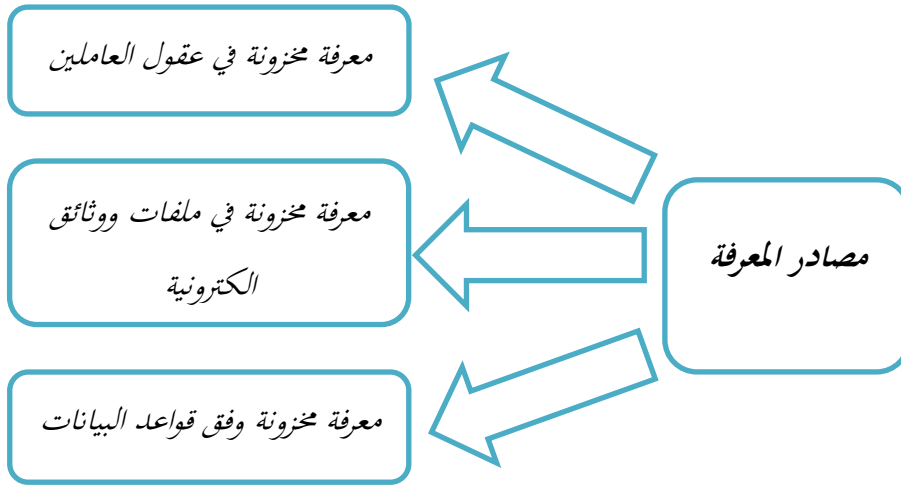 مصادر المعرفة
معرفة مخزونة في عقول العاملين
معرفة مخزونة في ملفات ووثائق
الكترونية
معرفة مخزونة وفق قواعد البيانات